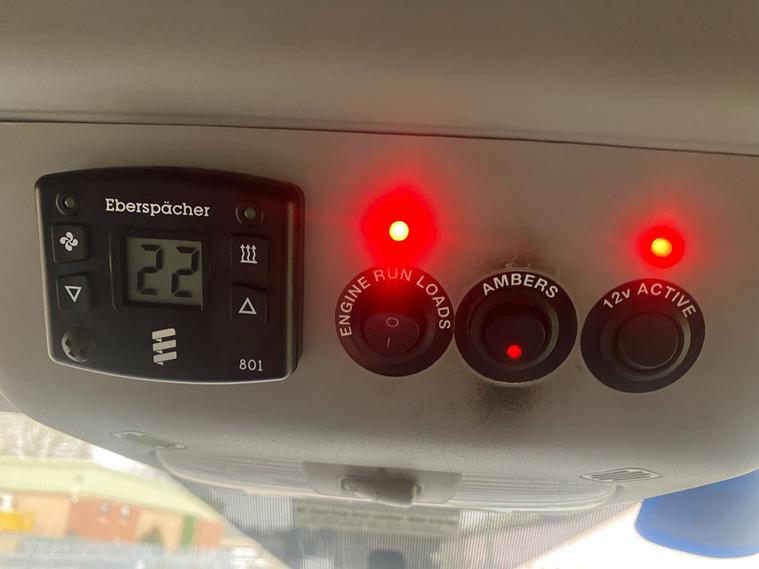 Eberspächer
22
801
ENGINE RUN LOADS
O
I
AMBERS
12v ACTIVE